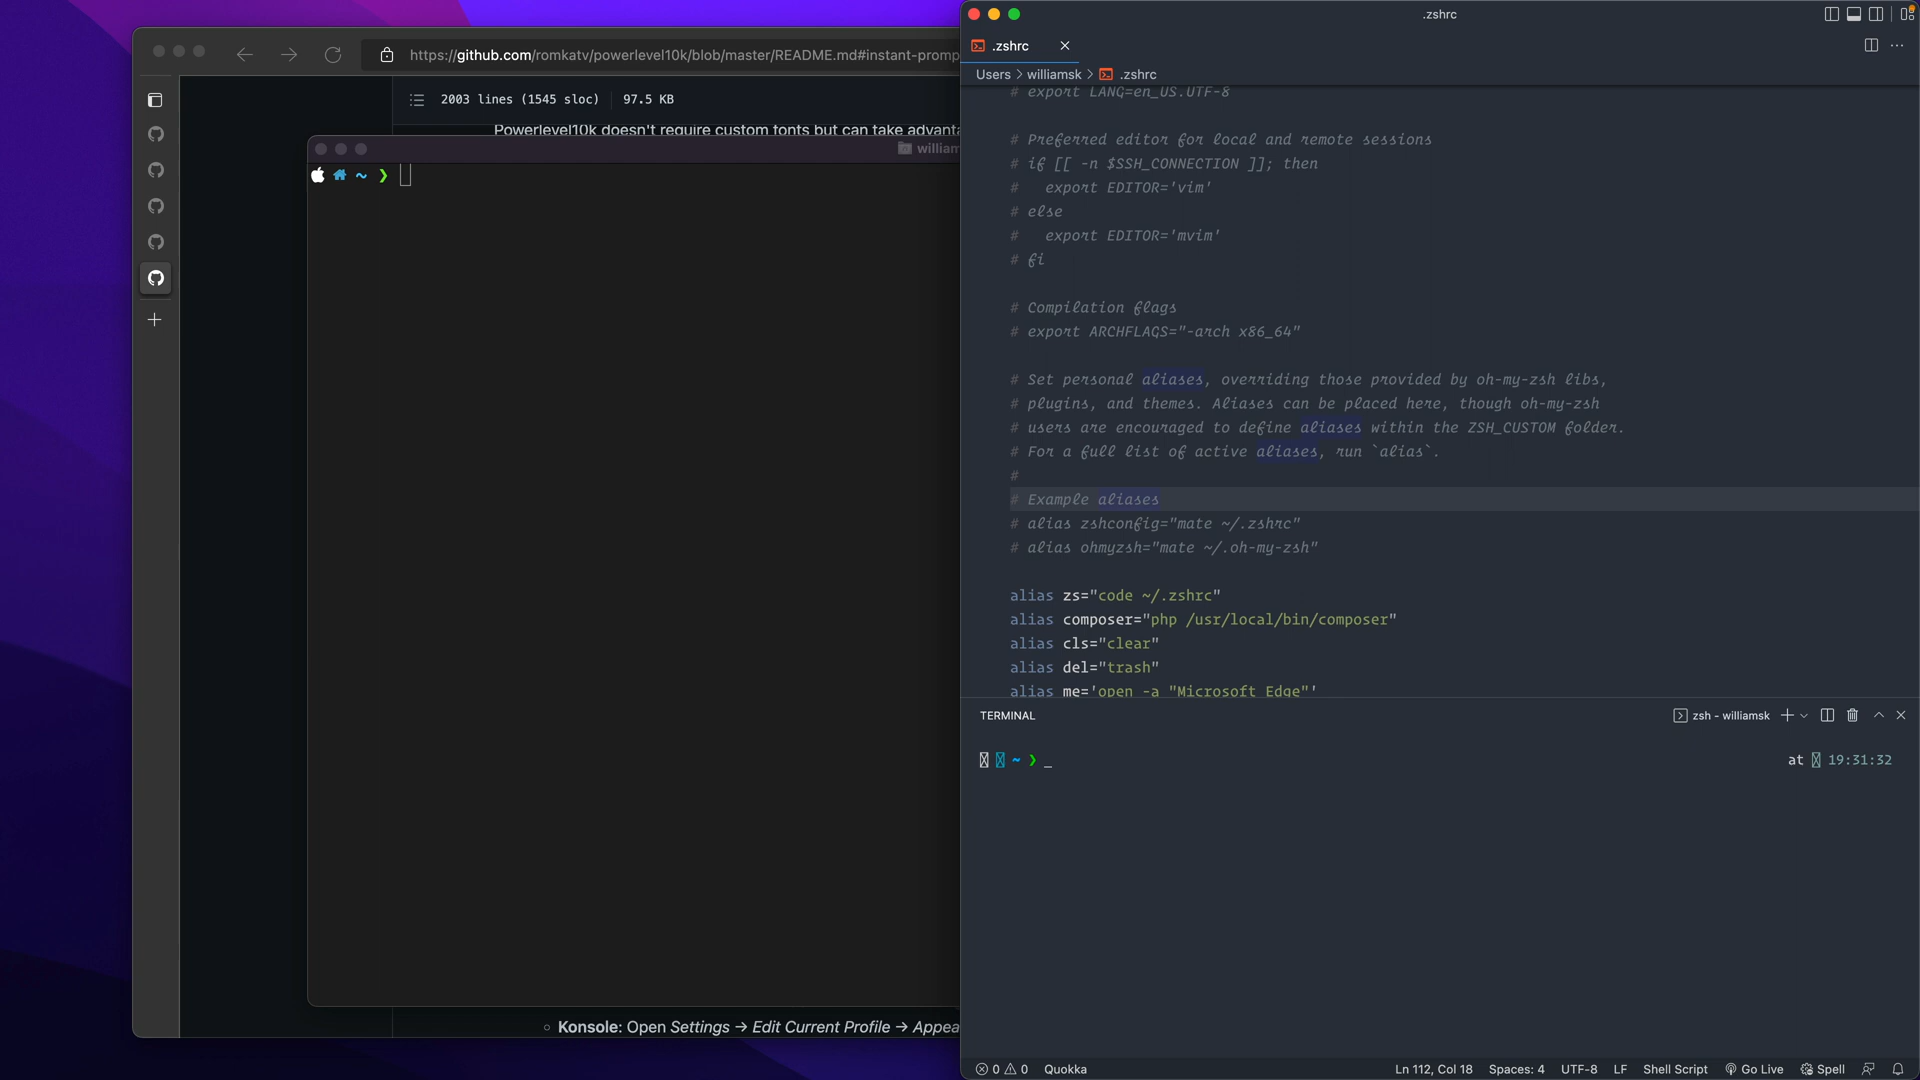 https://github.com/romkatv/powerlevel10k/blob/master/README.md#instant-promp
2003 lines (1545 sloc)
97.5 KB
Powerlevel10k doesn't require custom fonts but can take advanta
william
~ ❯
Konsole: Open Settings → Edit Current Profile → Appea
.zshrc
.zshrc
Users > williamsk > .zshrc
# export LANG=en_US.UTF-8
# Preferred editor for local and remote sessions
# if [[ -n $SSH_CONNECTION ]]; then
#   export EDITOR='vim'
# else
#   export EDITOR='mvim'
# fi
# Compilation flags
# export ARCHFLAGS="-arch x86_64"
# Set personal aliases, overriding those provided by oh-my-zsh libs,
# plugins, and themes. Aliases can be placed here, though oh-my-zsh
# users are encouraged to define aliases within the ZSH_CUSTOM folder.
# For a full list of active aliases, run `alias`.
#
# Example aliases
# alias zshconfig="mate ~/.zshrc"
# alias ohmyzsh="mate ~/.oh-my-zsh"
alias zs="code ~/.zshrc"
alias composer="php /usr/local/bin/composer"
alias cls="clear"
alias del="trash"
alias me='open -a "Microsoft Edge"'
TERMINAL
zsh - williamsk
~ ❯ _
at 19:31:32
0 0 Quokka
Ln 112, Col 18
Spaces: 4
UTF-8
LF
Shell Script
Go Live
Spell